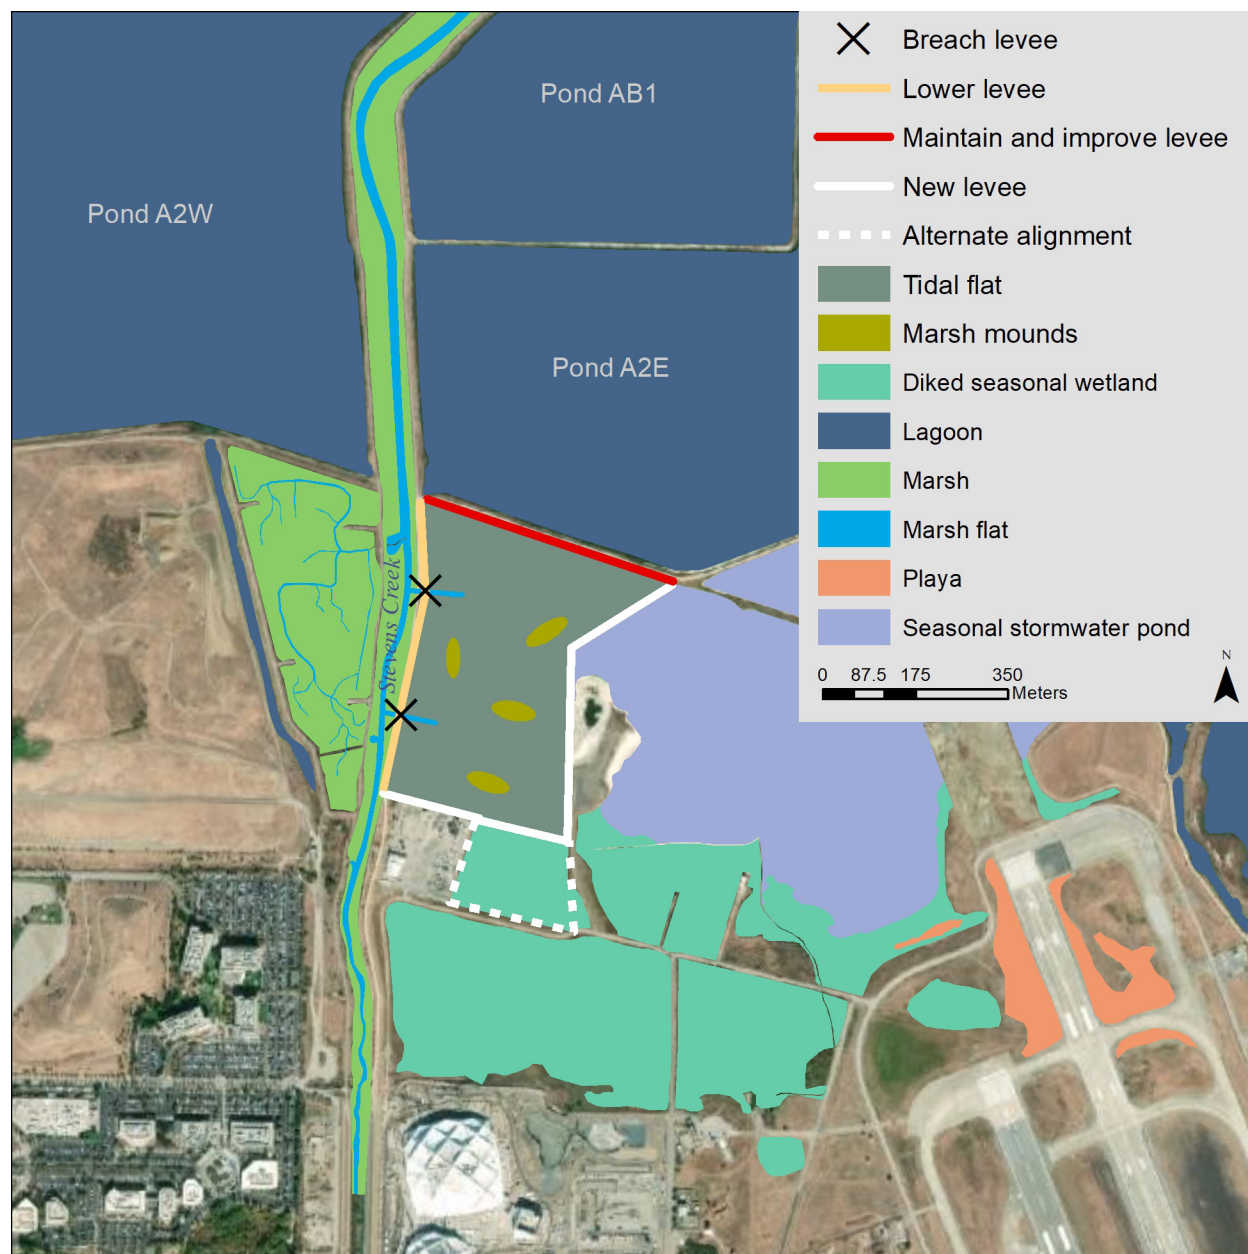 Pond AB1
Pond A2W
Pond A2E
Stevens Creek
Breach levee
Lower levee
Maintain and improve levee
New levee
Alternate alignment
Tidal flat
Marsh mounds
Diked seasonal wetland
Lagoon
Marsh
Marsh flat
Playa
Seasonal stormwater pond
0 87.5 175 350
Meters
N